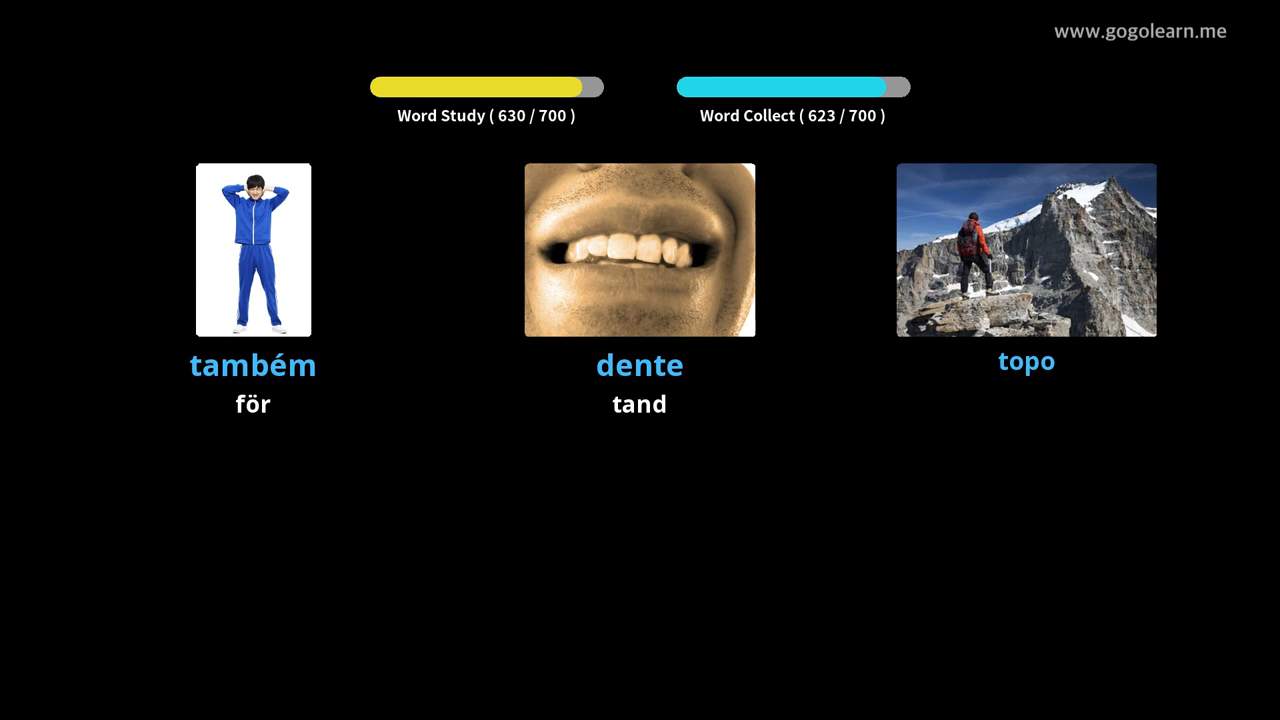 www.gogolearn.me
Word Study ( 630 / 700 )
Word Collect ( 623 / 700 )
também
dente
topo
för
tand